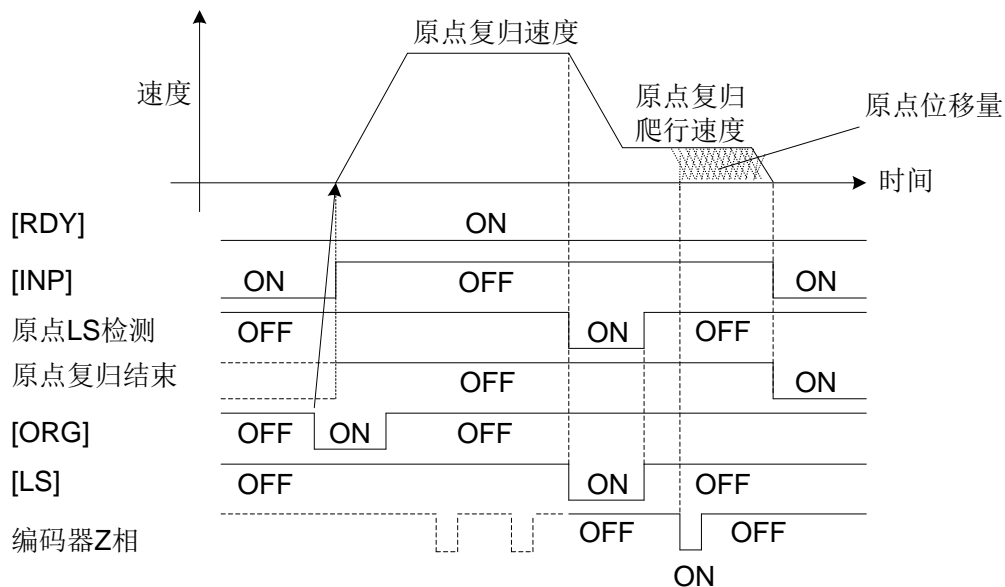 原点复归速度
速度
原点复归
爬行速度
原点位移量
时间
[RDY]
ON
[INP]
ON
OFF
ON
原点LS检测
OFF
ON
OFF
原点复归结束
OFF
ON
[ORG]
OFF
ON
OFF
[LS]
OFF
ON
OFF
编码器Z相
OFF
OFF
ON